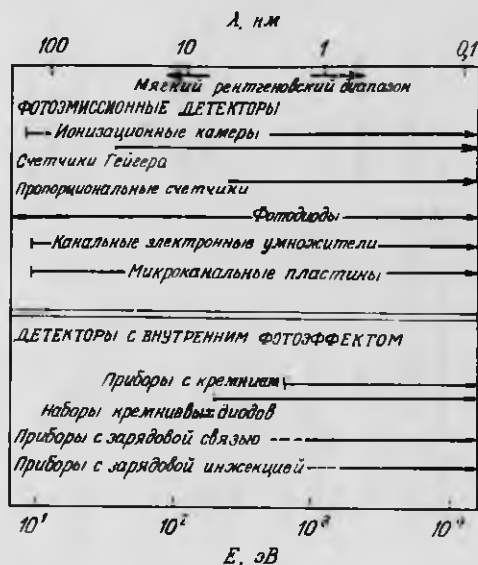 λ, нм
100 10 1 0,1
Мягкий рентгеновский диапазон
ФОТОЭМИССИОННЫЕ ДЕТЕКТОРЫ
Ионизационные камеры
Счетчики Гейгера
Пропорциональные счетчики
Фотодиоды
Канальные электронные умножители
Микроканальные пластины
ДЕТЕКТОРЫ С ВНУТРЕННИМ ФОТОЭФФЕКТОМ
Приборы с кремнием
Наборы кремниевых диодов
Приборы с зарядовой связью
Приборы с зарядовой инжекцией
10¹ 10² 10³ 10⁴
E, эВ